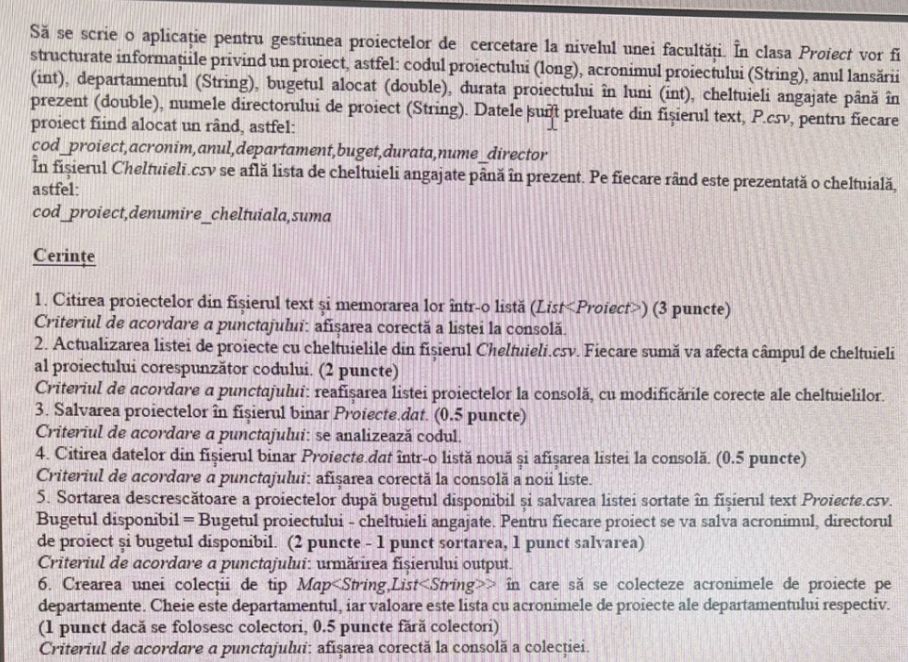 Să se scrie o aplicație pentru gestiunea proiectelor de cercetare la nivelul unei facultăți. În clasa Proiect vor fi
structurate informațiile privind un proiect, astfel: codul proiectului (long), acronimul proiectului (String), anul lansării
(int), departamentul (String), bugetul alocat (double), durata proiectului în luni (int), cheltuieli angajate până în
prezent (double), numele directorului de proiect (String). Datele sunt preluate din fișierul text, P.csv, pentru fiecare
proiect fiind alocat un rând, astfel:
cod_proiect,acronim,anul,departament,buget,durata,nume_director
În fișierul Cheltuieli.csv se află lista de cheltuieli angajate până în prezent. Pe fiecare rând este prezentată o cheltuială,
astfel:
cod_proiect,denumire_cheltuiala,suma
Cerințe
1. Citirea proiectelor din fișierul text și memorarea lor într-o listă (List<Proiect>) (3 puncte)
Criteriul de acordare a punctajului: afișarea corectă a listei la consolă.
2. Actualizarea listei de proiecte cu cheltuielile din fișierul Cheltuieli.csv. Fiecare sumă va afecta câmpul de cheltuieli
al proiectului corespunzător codului. (2 puncte)
Criteriul de acordare a punctajului: reafișarea listei proiectelor la consolă, cu modificările corecte ale cheltuielilor.
3. Salvarea proiectelor în fișierul binar Proiecte.dat. (0.5 puncte)
Criteriul de acordare a punctajului: se analizează codul.
4. Citirea datelor din fișierul binar Proiecte.dat într-o listă nouă și afișarea listei la consolă. (0.5 puncte)
Criteriul de acordare a punctajului: afișarea corectă la consolă a noii liste.
5. Sortarea descrescătoare a proiectelor după bugetul disponibil și salvarea listei sortate în fișierul text Proiecte.csv.
Bugetul disponibil = Bugetul proiectului - cheltuieli angajate. Pentru fiecare proiect se va salva acronimul, directorul
de proiect și bugetul disponibil. (2 puncte - 1 punct sortarea, 1 punct salvarea)
Criteriul de acordare a punctajului: urmărirea fișierului output.
6. Crearea unei colecții de tip Map<String,List<String>> în care să se colecteze acronimele de proiecte pe
departamente. Cheie este departamentul, iar valoare este lista cu acronimele de proiecte ale departamentului respectiv.
(1 punct dacă se folosesc colectori, 0.5 puncte fără colectori)
Criteriul de acordare a punctajului: afișarea corectă la consolă a colecției.